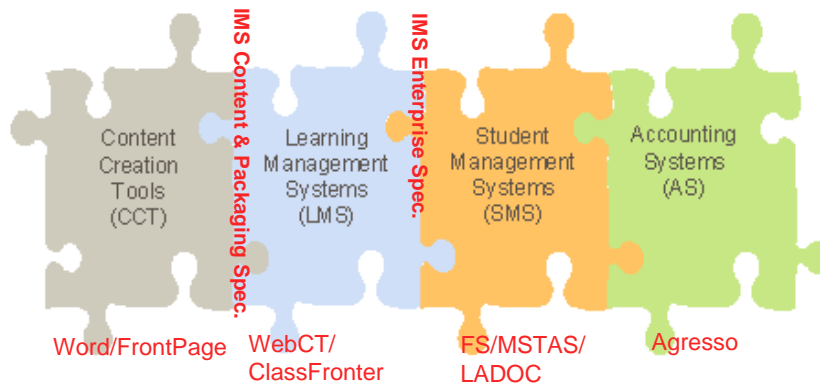 Content
Creation
Tools
(CCT)
IMS Content & Packaging Spec.
Learning
Management
Systems
(LMS)
IMS Enterprise Spec.
Student
Management
Systems
(SMS)
Accounting
Systems
(AS)
Word/FrontPage
WebCT/
ClassFronter
FS/MSTAS/
LADOC
Agresso